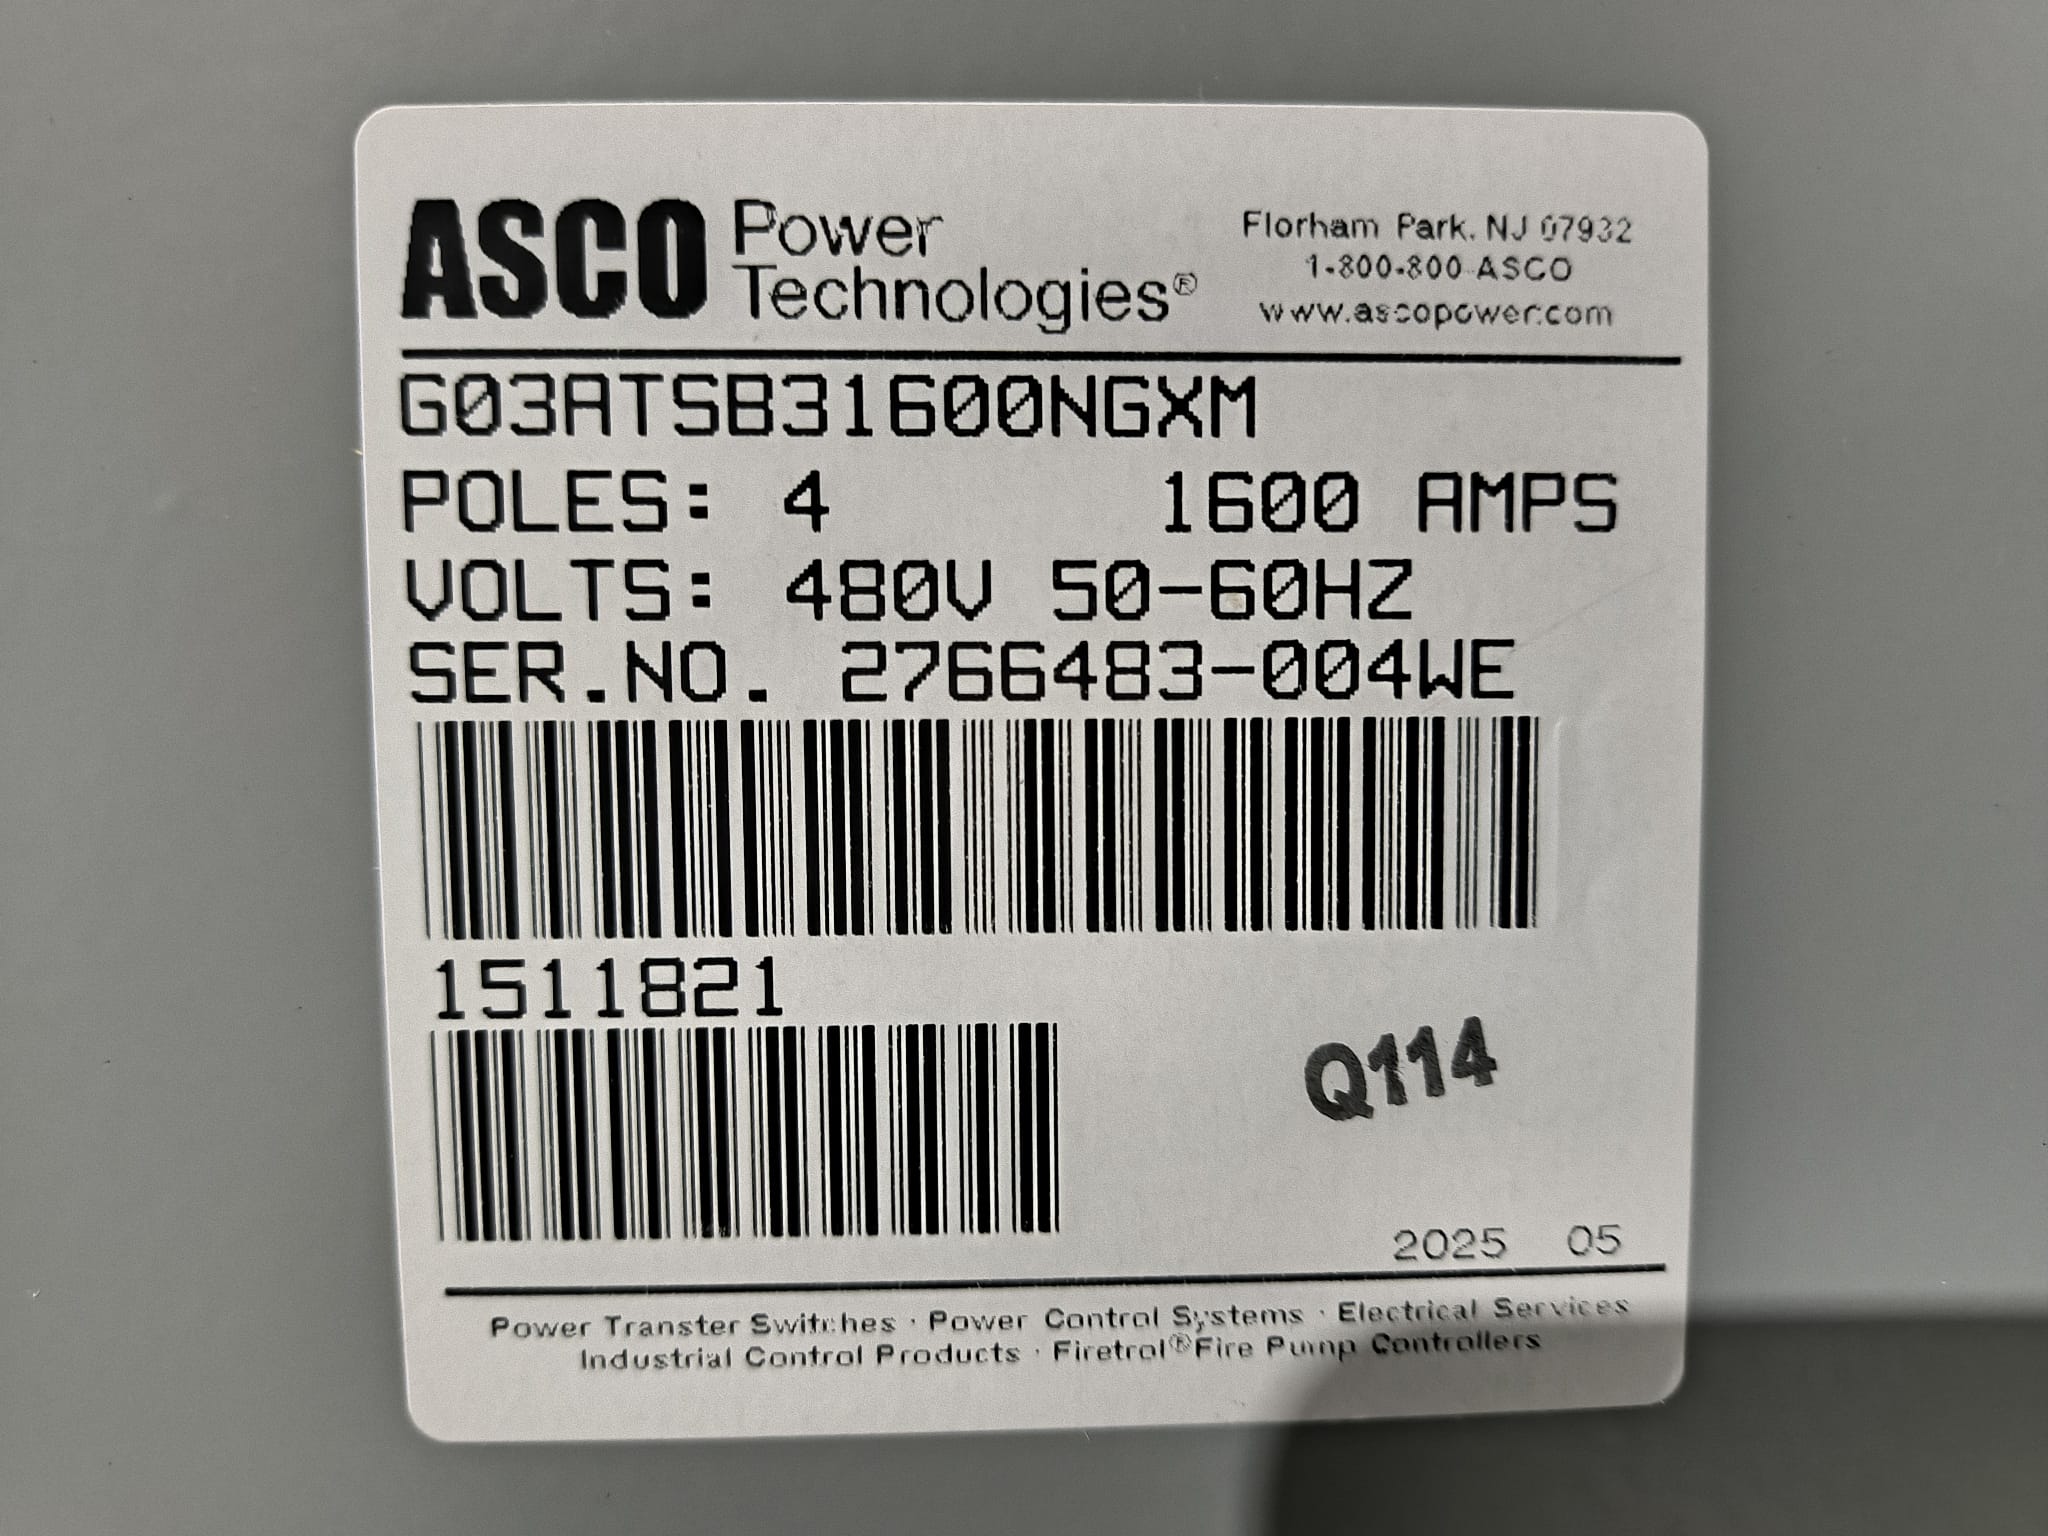 ASCO Power Technologies®
Florham Park, NJ 07932
1-800-800-ASCO
www.ascopower.com
G03ATSB31600NGXM
POLES: 4 1600 AMPS
VOLTS: 480V 50-60HZ
SER.NO. 2766483-004WE
1511821
Q114
2025 05
Power Transfer Switches · Power Control Systems · Electrical Services
Industrial Control Products · Firetrol® Fire Pump Controllers